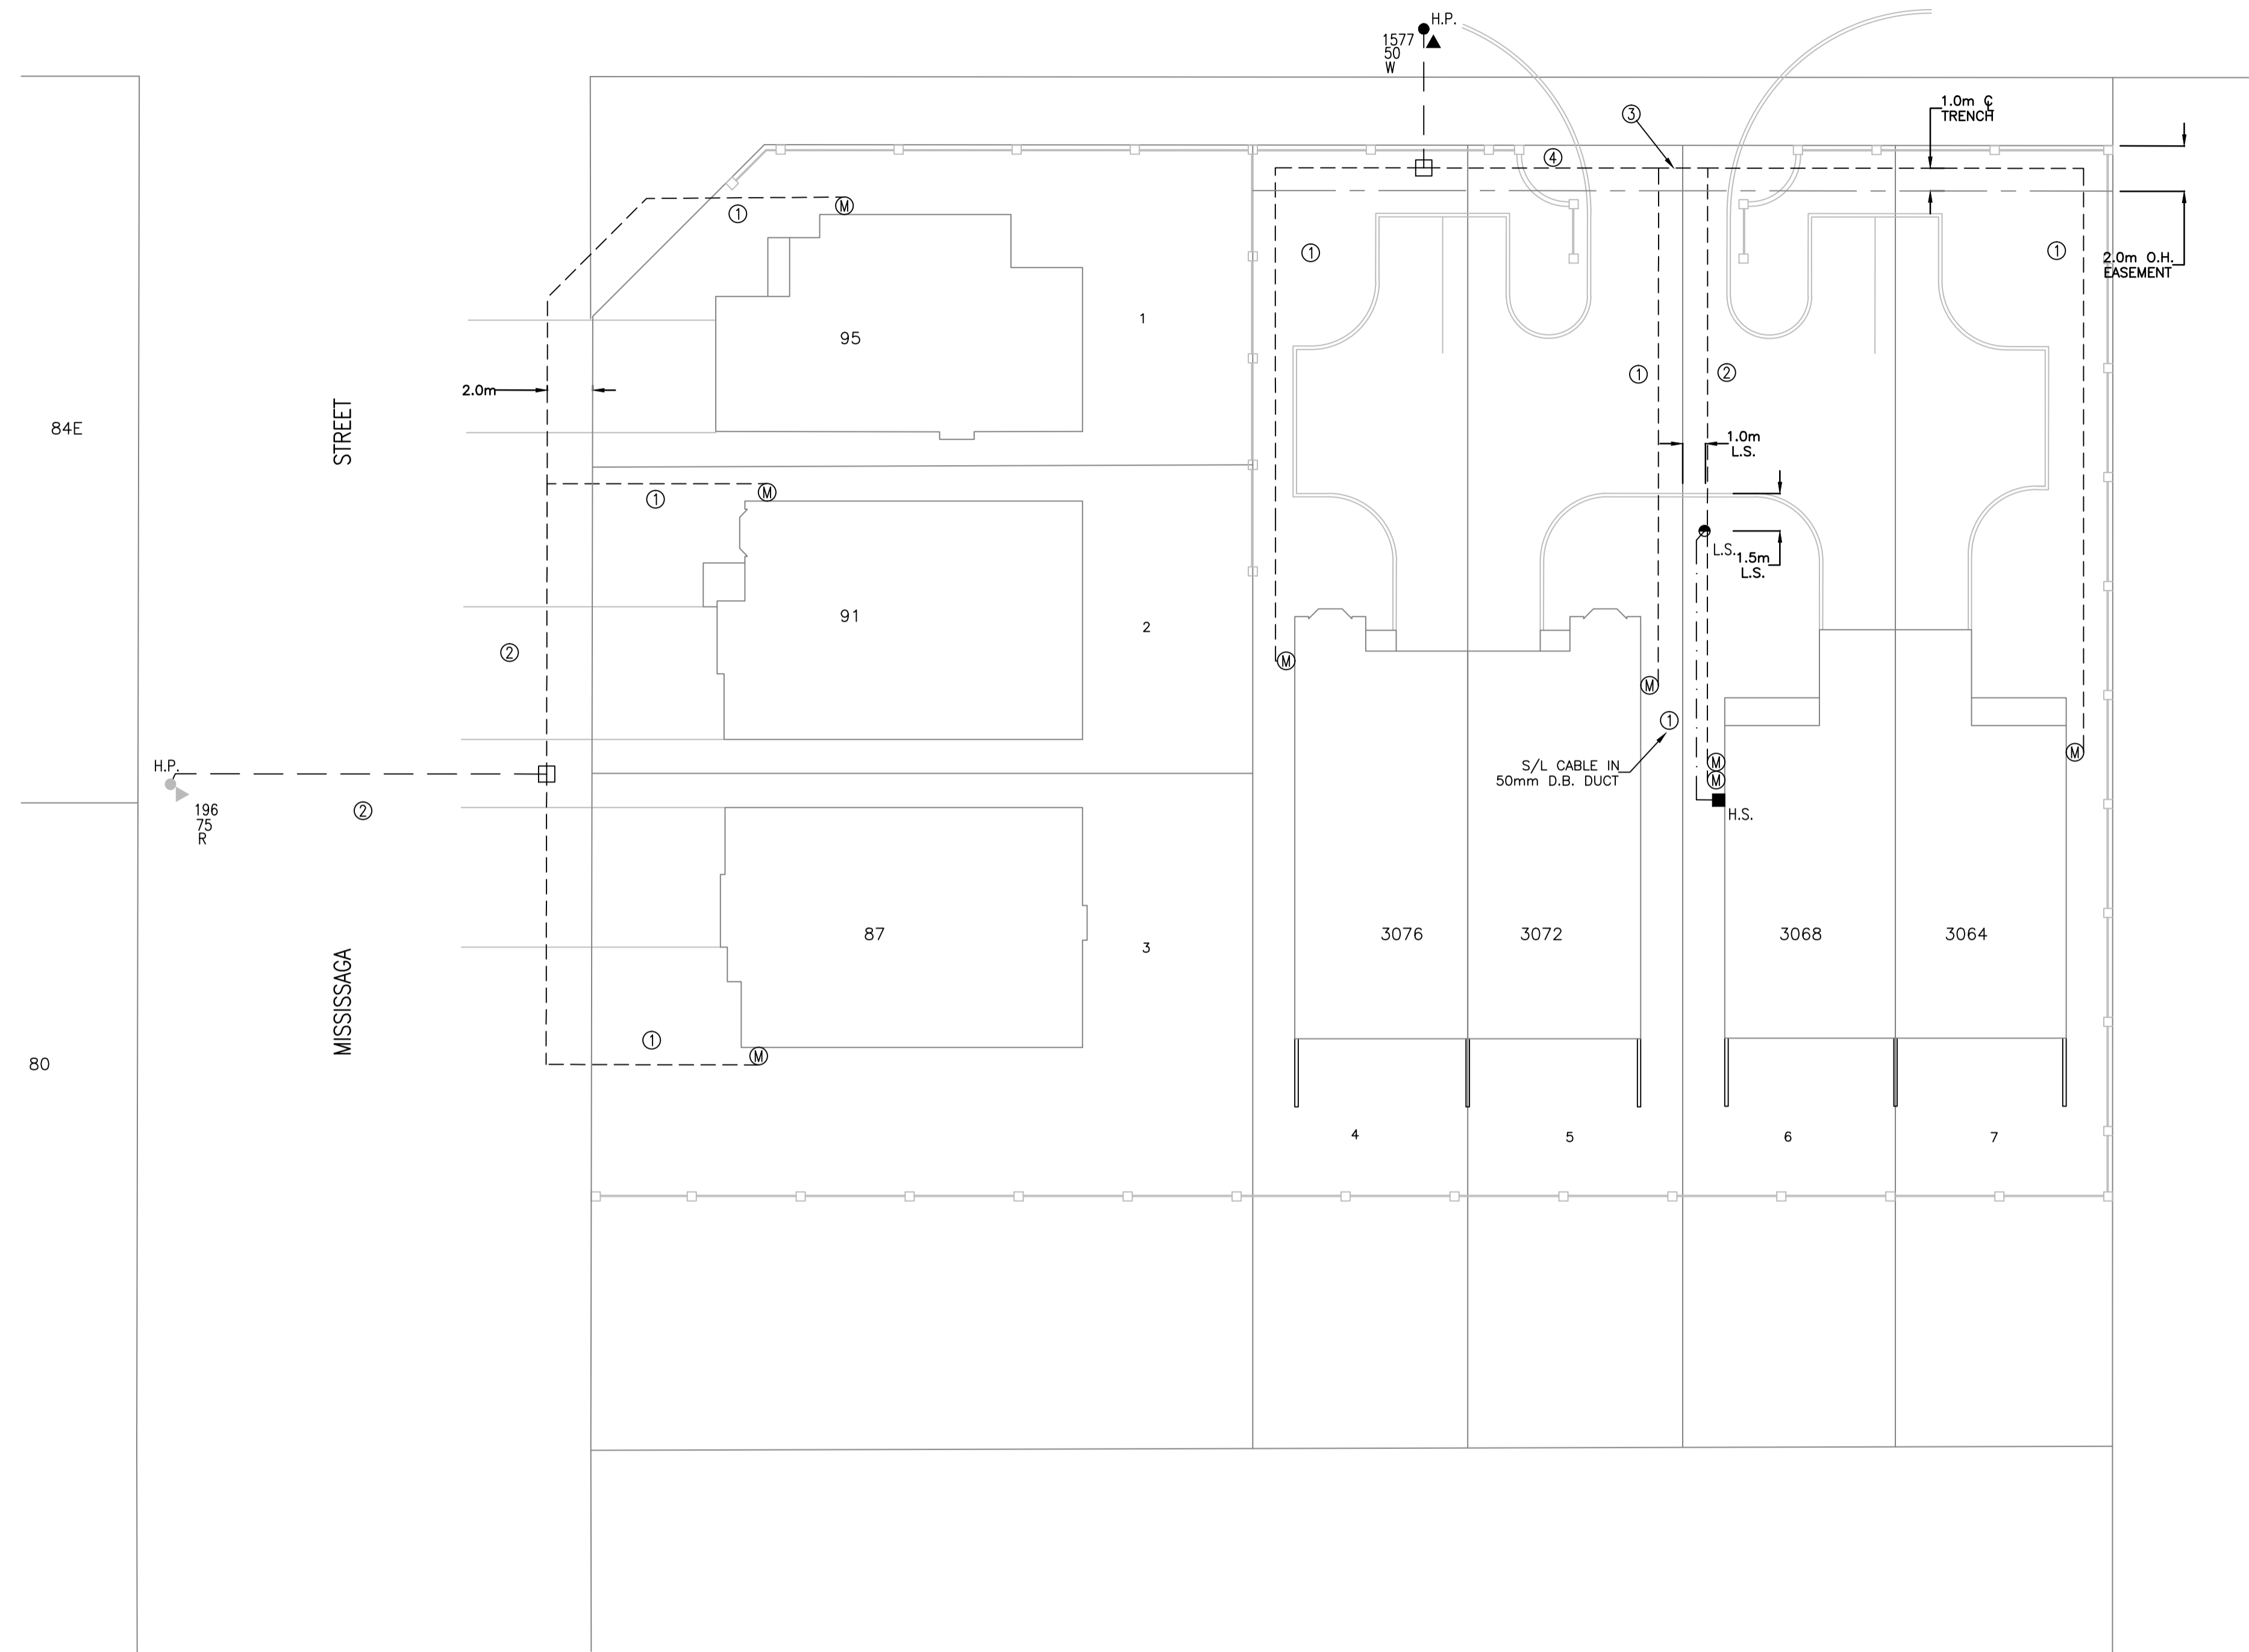 H.P.
1577
50
W
3
1.0m ℄
TRENCH
4
M
1
1
1
2.0m O.H.
EASEMENT
1
95
2.0m
84E
STREET
1
2
1.0m
L.S.
M
1
L.S.
1.5m
L.S.
91
2
2
M
M
1
M
M
M
S/L CABLE IN
50mm D.B. DUCT
H.P.
196
75
R
2
H.S.
87
3
3076
3072
3068
3064
MISSISSAGA
1
M
80
4
5
6
7